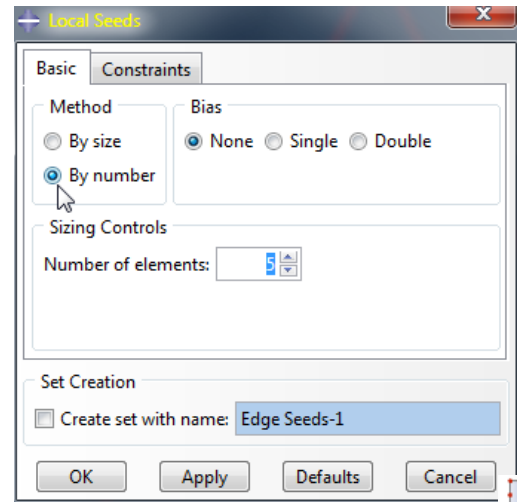 Local Seeds
Basic Constraints
Method Bias
By size None Single Double
By number
Sizing Controls
Number of elements: 5
Set Creation
Create set with name: Edge Seeds-1
OK Apply Defaults Cancel